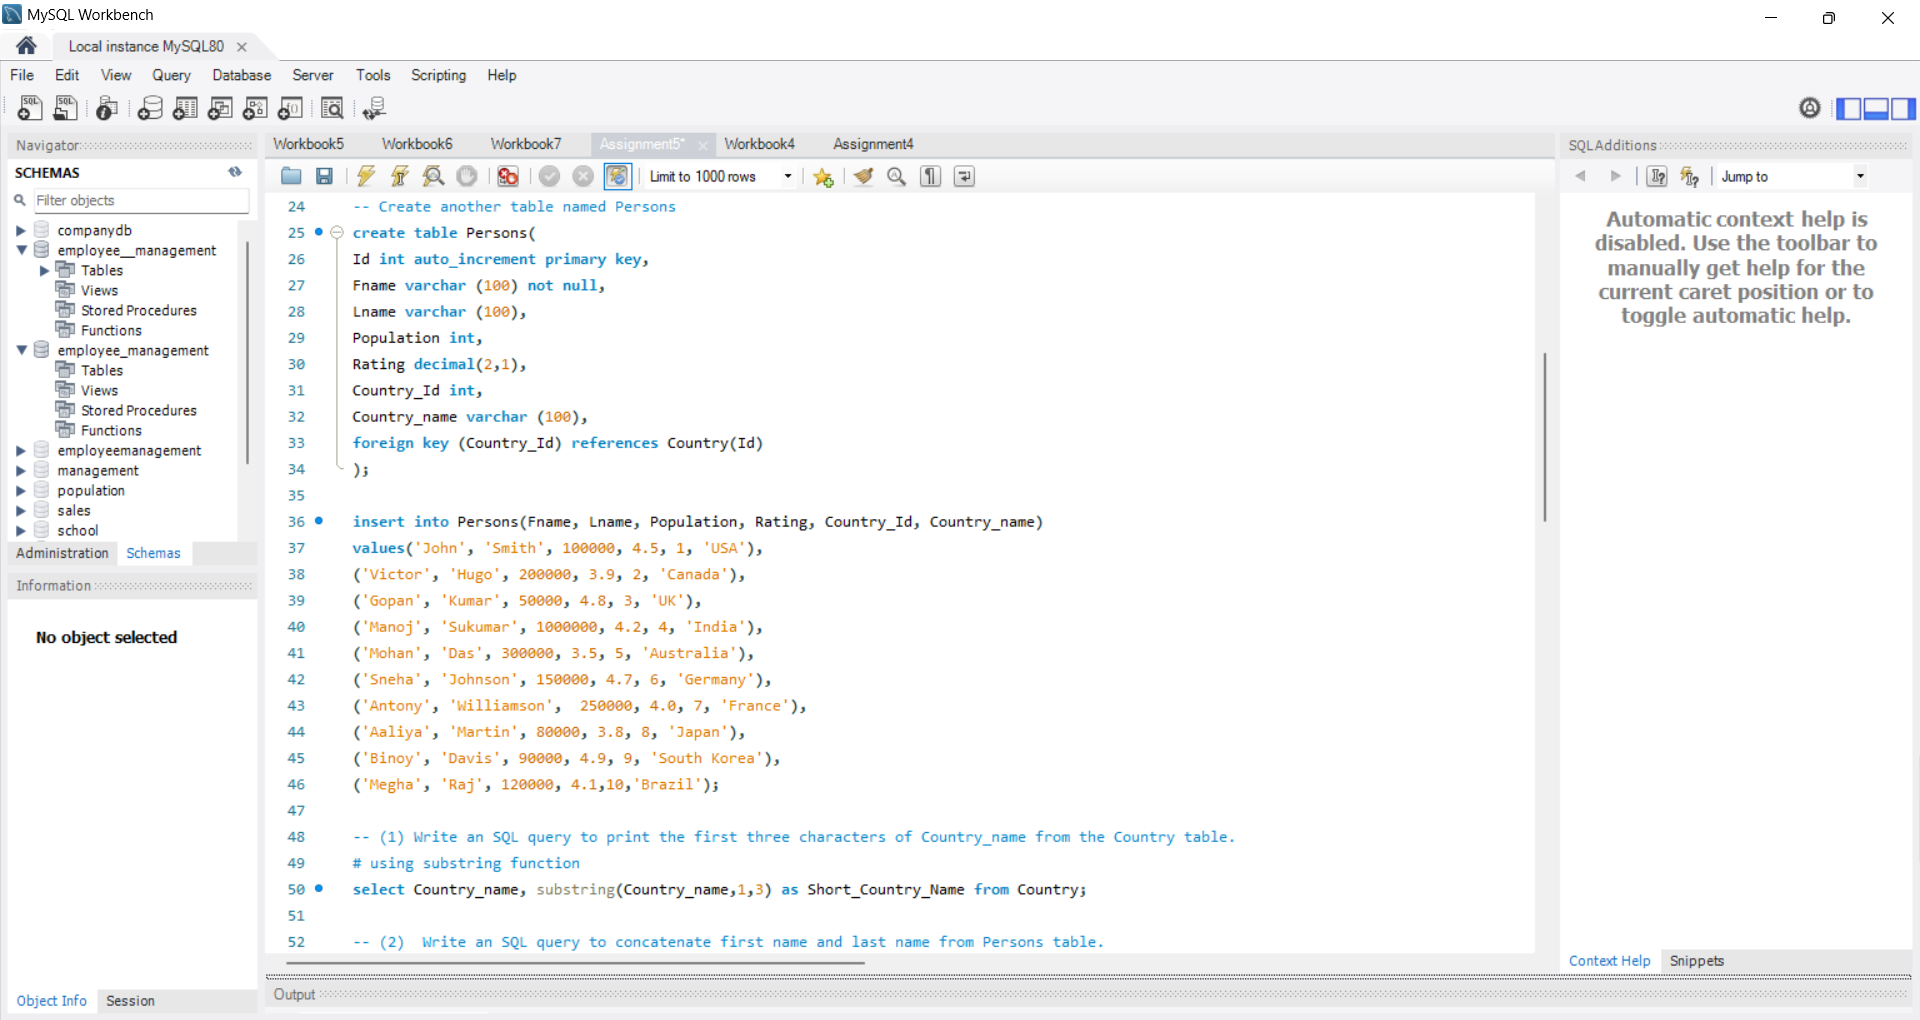 MySQL Workbench
Local instance MySQL80
File Edit View Query Database Server Tools Scripting Help
Navigator
SCHEMAS
Filter objects
companydb
employee__management
Tables
Views
Stored Procedures
Functions
employee_management
Tables
Views
Stored Procedures
Functions
employeemanagement
management
population
sales
school
Administration Schemas
Information
No object selected
Object Info Session
Workbook5 Workbook6 Workbook7 Assignment5* Workbook4 Assignment4
Limit to 1000 rows
24 -- Create another table named Persons
25 create table Persons(
26 Id int auto_increment primary key,
27 Fname varchar (100) not null,
28 Lname varchar (100),
29 Population int,
30 Rating decimal(2,1),
31 Country_Id int,
32 Country_name varchar (100),
33 foreign key (Country_Id) references Country(Id)
34 );
35
36 insert into Persons(Fname, Lname, Population, Rating, Country_Id, Country_name)
37 values('John', 'Smith', 100000, 4.5, 1, 'USA'),
38 ('Victor', 'Hugo', 200000, 3.9, 2, 'Canada'),
39 ('Gopan', 'Kumar', 50000, 4.8, 3, 'UK'),
40 ('Manoj', 'Sukumar', 1000000, 4.2, 4, 'India'),
41 ('Mohan', 'Das', 300000, 3.5, 5, 'Australia'),
42 ('Sneha', 'Johnson', 150000, 4.7, 6, 'Germany'),
43 ('Antony', 'Williamson',  250000, 4.0, 7, 'France'),
44 ('Aaliya', 'Martin', 80000, 3.8, 8, 'Japan'),
45 ('Binoy', 'Davis', 90000, 4.9, 9, 'South Korea'),
46 ('Megha', 'Raj', 120000, 4.1,10,'Brazil');
47
48 -- (1) Write an SQL query to print the first three characters of Country_name from the Country table.
49 # using substring function
50 select Country_name, substring(Country_name,1,3) as Short_Country_Name from Country;
51
52 -- (2)  Write an SQL query to concatenate first name and last name from Persons table.
Output
SQLAdditions
Jump to
Automatic context help is
disabled. Use the toolbar to
manually get help for the
current caret position or to
toggle automatic help.
Context Help Snippets